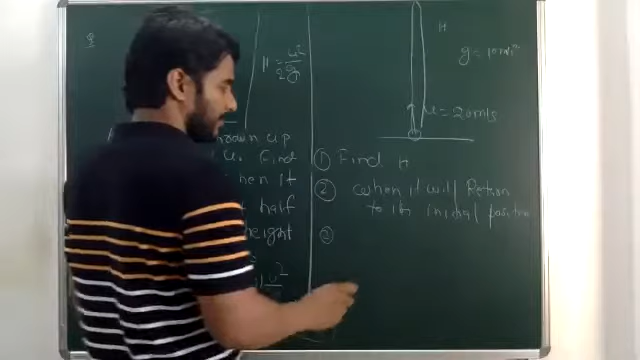 H = u²/2g
H
g = 10 m/s²
u = 20 m/s
thrown up
u. Find
when it
half
height
u²
① Find H
② when it will Return
to its initial position
③